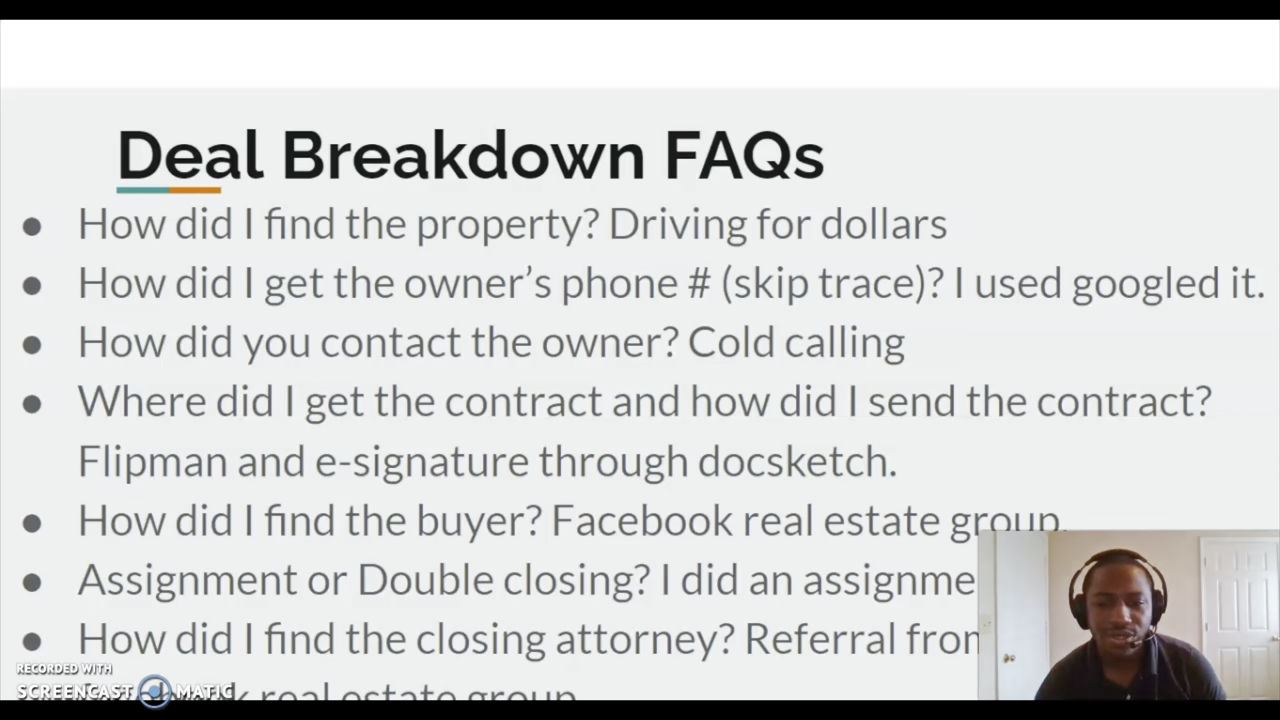 Deal Breakdown FAQs
● How did I find the property? Driving for dollars
● How did I get the owner's phone # (skip trace)? I used googled it.
● How did you contact the owner? Cold calling
● Where did I get the contract and how did I send the contract?
Flipman and e-signature through docsketch.
● How did I find the buyer? Facebook real estate group.
● Assignment or Double closing? I did an
● How did I find the closing attorney? Referral
real estate group
RECORDED WITH
SCREENCAST MATIC